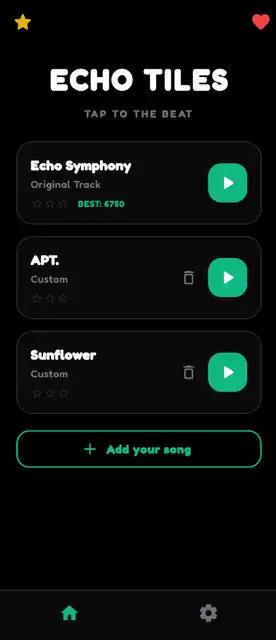 ECHO TILES
TAP TO THE BEAT
Echo Symphony
Original Track
BEST: 6750
APT.
Custom
Sunflower
Custom
Add your song